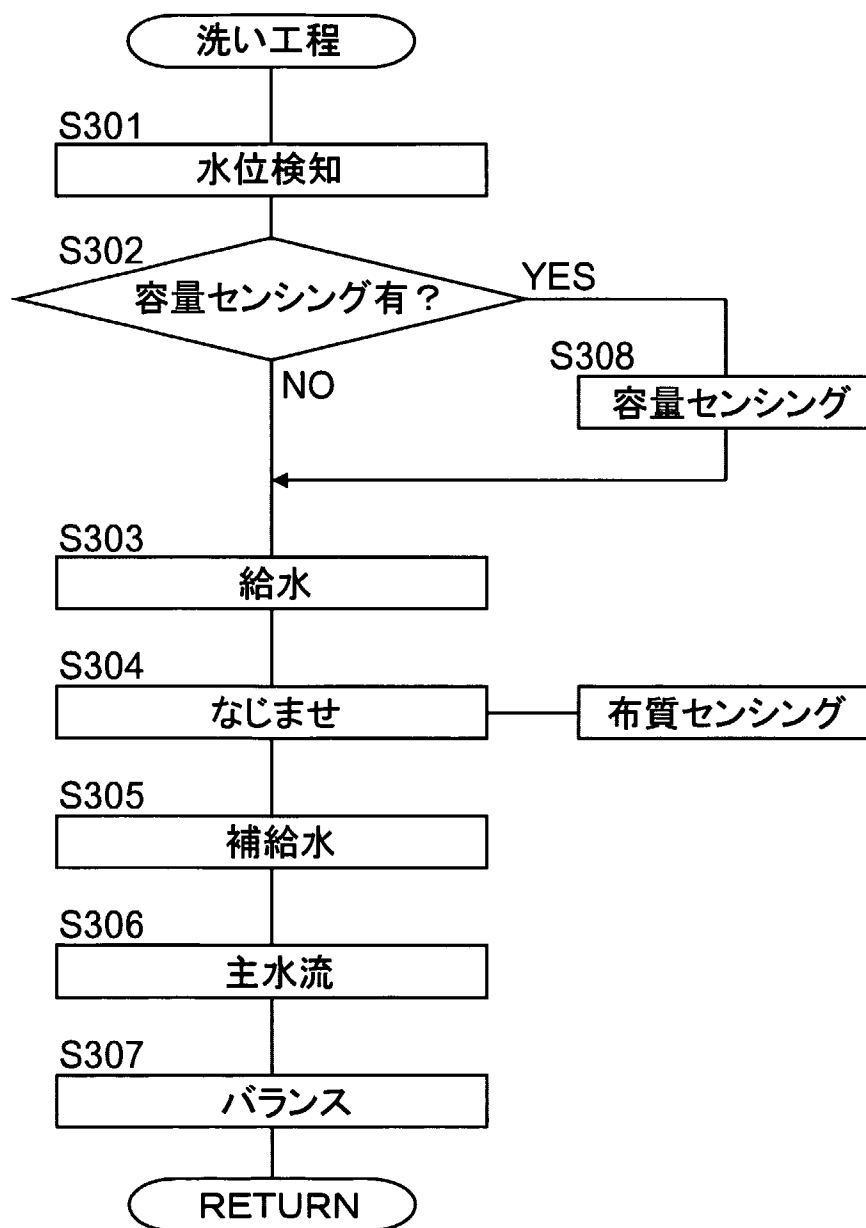 洗い工程
S301
水位検知
S302
容量センシング有？
YES
NO
S308
容量センシング
S303
給水
S304
なじませ
布質センシング
S305
補給水
S306
主水流
S307
バランス
RETURN